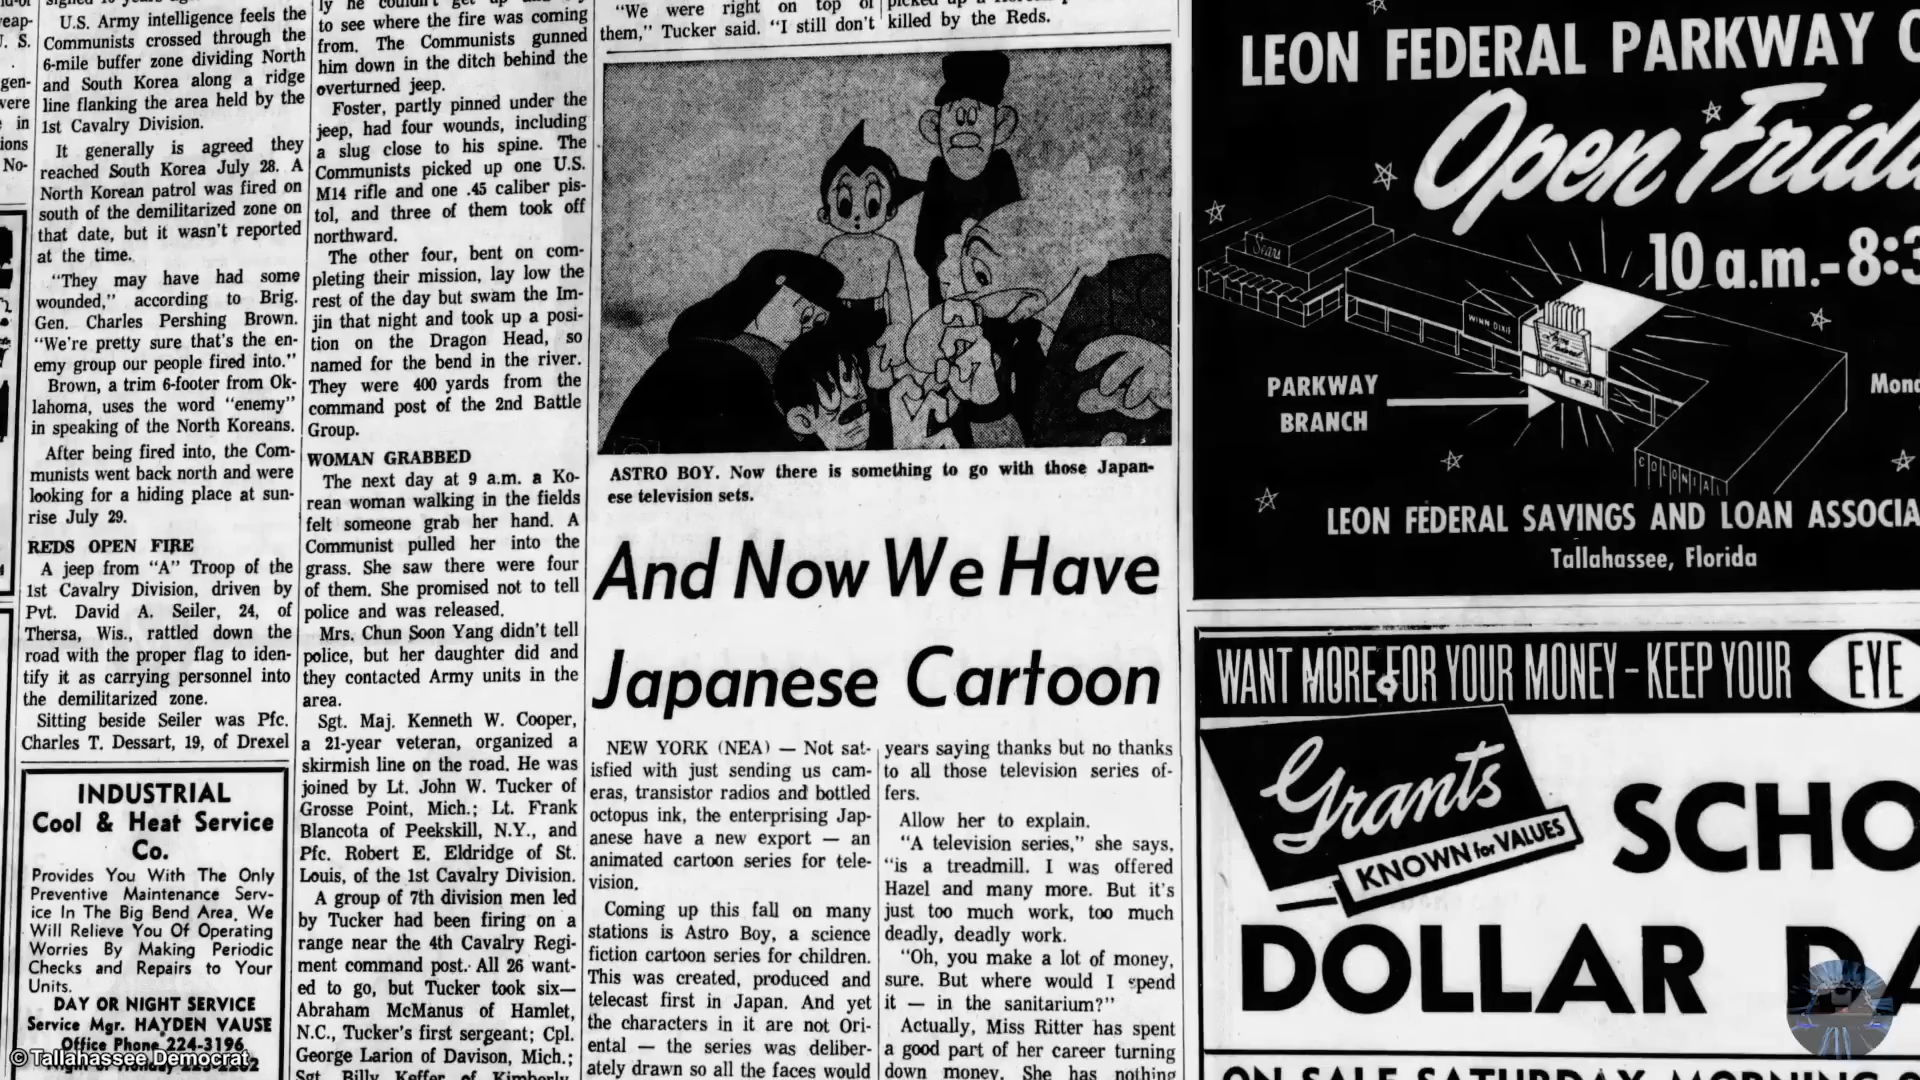 U.S. Army intelligence feels the
Communists crossed through the
6-mile buffer zone dividing North
and South Korea along a ridge
line flanking the area held by the
1st Cavalry Division.
It generally is agreed they
reached South Korea July 28. A
North Korean patrol was fired on
south of the demilitarized zone on
that date, but it wasn't reported
at the time.
"They may have had some
wounded," according to Brig.
Gen. Charles Pershing Brown.
"We're pretty sure that's the en-
emy group our people fired into."
Brown, a trim 6-footer from Ok-
lahoma, uses the word "enemy"
in speaking of the North Koreans.
After being fired into, the Com-
munists went back north and were
looking for a hiding place at sun-
rise July 29.
REDS OPEN FIRE
A jeep from "A" Troop of the
1st Cavalry Division, driven by
Pvt. David A. Seiler, 24, of
Thersa, Wis., rattled down the
road with the proper flag to iden-
tify it as carrying personnel into
the demilitarized zone.
Sitting beside Seiler was Pfc.
Charles T. Dessart, 19, of Drexel
INDUSTRIAL
Cool & Heat Service
Co.
Provides You With The Only
Preventive Maintenance Serv-
ice In The Big Bend Area. We
Will Relieve You Of Operating
Worries By Making Periodic
Checks and Repairs to Your
Units.
DAY OR NIGHT SERVICE
Service Mgr. HAYDEN VAUSE
Office Phone 224-3196
© Tallahassee Democrat
to see where the fire was coming
from. The Communists gunned
him down in the ditch behind the
overturned jeep.
Foster, partly pinned under the
jeep, had four wounds, including
a slug close to his spine. The
Communists picked up one U.S.
M14 rifle and one .45 caliber pis-
tol, and three of them took off
northward.
The other four, bent on com-
pleting their mission, lay low the
rest of the day but swam the Im-
jin that night and took up a posi-
tion on the Dragon Head, so
named for the bend in the river.
They were 400 yards from the
command post of the 2nd Battle
Group.
WOMAN GRABBED
The next day at 9 a.m. a Ko-
rean woman walking in the fields
felt someone grab her hand. A
Communist pulled her into the
grass. She saw there were four
of them. She promised not to tell
police and was released.
Mrs. Chun Soon Yang didn't tell
police, but her daughter did and
they contacted Army units in the
area.
Sgt. Maj. Kenneth W. Cooper,
a 21-year veteran, organized a
skirmish line on the road. He was
joined by Lt. John W. Tucker of
Grosse Point, Mich.; Lt. Frank
Blancota of Peekskill, N.Y., and
Pfc. Robert E. Eldridge of St.
Louis, of the 1st Cavalry Division.
A group of 7th division men led
by Tucker had been firing on a
range near the 4th Cavalry Regi-
ment command post. All 26 want-
ed to go, but Tucker took six—
Abraham McManus of Hamlet,
N.C., Tucker's first sergeant; Cpl.
George Larion of Davison, Mich.;
Sgt. Billy Keffer of Kimberly,
"We were right on top of
them," Tucker said. "I still don't
killed by the Reds.
ASTRO BOY. Now there is something to go with those Japan-
ese television sets.
And Now We Have
Japanese Cartoon
NEW YORK (NEA) — Not sat-
isfied with just sending us cam-
eras, transistor radios and bottled
octopus ink, the enterprising Jap-
anese have a new export — an
animated cartoon series for tele-
vision.
Coming up this fall on many
stations is Astro Boy, a science
fiction cartoon series for children.
This was created, produced and
telecast first in Japan. And yet
the characters in it are not Ori-
ental — the series was deliber-
ately drawn so all the faces would
years saying thanks but no thanks
to all those television series of-
fers.
Allow her to explain.
"A television series," she says,
"is a treadmill. I was offered
Hazel and many more. But it's
just too much work, too much
deadly, deadly work.
"Oh, you make a lot of money,
sure. But where would I spend
it — in the sanitarium?"
Actually, Miss Ritter has spent
a good part of her career turning
down money. She has nothing
LEON FEDERAL PARKWAY
Open
10 a.m.-8:3
Sears
WINN DIXIE
PARKWAY
BRANCH
COLONIAL
LEON FEDERAL SAVINGS AND LOAN ASSOCIA
Tallahassee, Florida
WANT MORE FOR YOUR MONEY - KEEP YOUR EYE
Grants
KNOWN for VALUES
SCHO
DOLLAR DA
ON SALE SATURDAY MORNING